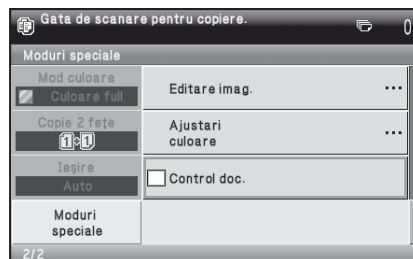 Gata de scanare pentru copiere.
0
Moduri speciale
Mod culoare
Culoare full
Editare imag.
...
Copie 2 fețe
1 1
Ajustari
culoare
...
Ieșire
Auto
Control doc.
Moduri
speciale
2/2